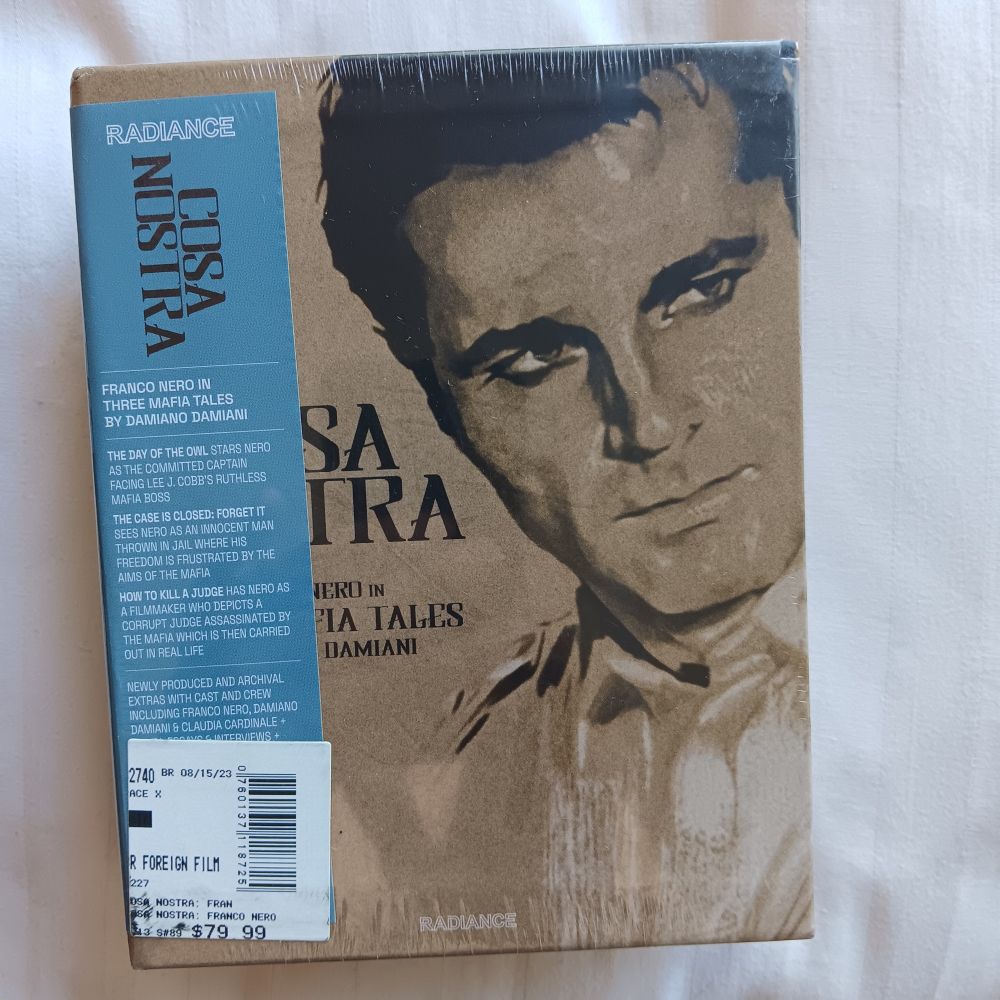 RADIANCE
COSA
NOSTRA
FRANCO NERO IN
THREE MAFIA TALES
BY DAMIANO DAMIANI
THE DAY OF THE OWL STARS NERO
AS THE COMMITTED CAPTAIN
FACING LEE J. COBB'S RUTHLESS
MAFIA BOSS
THE CASE IS CLOSED: FORGET IT
SEES NERO AS AN INNOCENT MAN
THROWN IN JAIL WHERE HIS
FREEDOM IS FRUSTRATED BY THE
AIMS OF THE MAFIA
HOW TO KILL A JUDGE HAS NERO AS
A FILMMAKER WHO DEPICTS A
CORRUPT JUDGE ASSASSINATED BY
THE MAFIA WHICH IS THEN CARRIED
OUT IN REAL LIFE
NEWLY PRODUCED AND ARCHIVAL
EXTRAS WITH CAST AND CREW
INCLUDING FRANCO NERO, DAMIANO
DAMIANI & CLAUDIA CARDINALE +
ESSAYS & INTERVIEWS +
SA
TRA
NERO IN
FIA TALES
DAMIANI
2740 BR 08/15/23
ACE X
R FOREIGN FILM
227
OSA NOSTRA: FRAN
OSA NOSTRA: FRANCO NERO
43 S#89 $79.99
0760137118725
RADIANCE